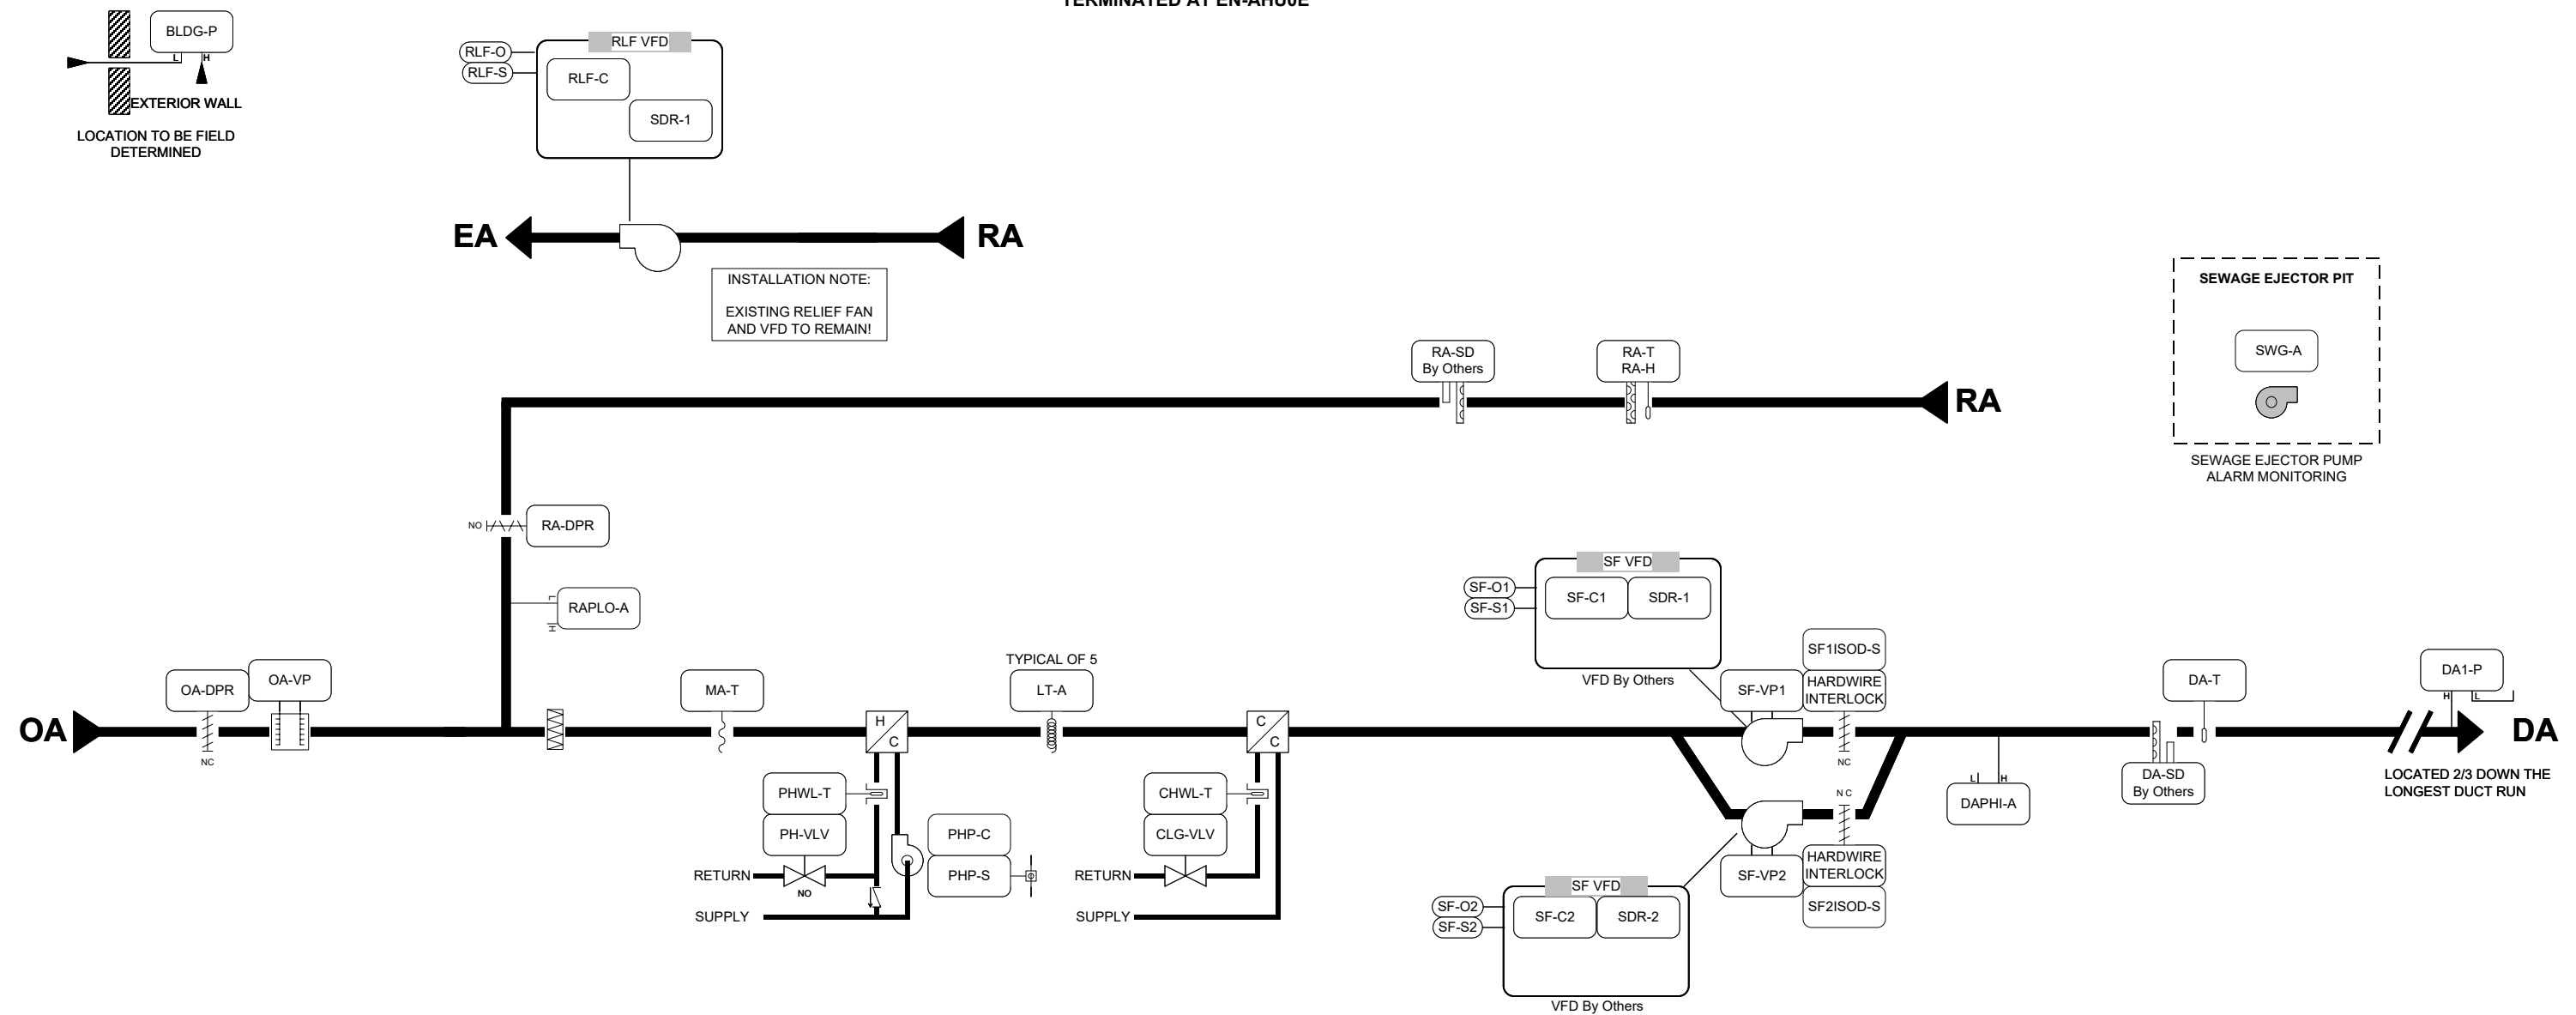 TERMINATED AT EN-AHU0E
BLDG-P
L H
EXTERIOR WALL
LOCATION TO BE FIELD
DETERMINED
RLF VFD
RLF-O
RLF-S
RLF-C
SDR-1
EA
RA
INSTALLATION NOTE:
EXISTING RELIEF FAN
AND VFD TO REMAIN!
SEWAGE EJECTOR PIT
SWG-A
SEWAGE EJECTOR PUMP
ALARM MONITORING
RA-SD
By Others
RA-T
RA-H
RA
NO
RA-DPR
L
H
RAPLO-A
OA
OA-DPR
NC
OA-VP
MA-T
H
C
TYPICAL OF 5
LT-A
C
C
PHWL-T
PH-VLV
RETURN
NO
SUPPLY
PHP-C
PHP-S
CHWL-T
CLG-VLV
RETURN
SUPPLY
SF VFD
SF-O1
SF-S1
SF-C1
SDR-1
VFD By Others
SF-VP1
SF1ISOD-S
HARDWIRE
INTERLOCK
NC
N C
SF-VP2
HARDWIRE
INTERLOCK
SF2ISOD-S
SF VFD
SF-O2
SF-S2
SF-C2
SDR-2
VFD By Others
L H
DAPHI-A
DA-SD
By Others
DA-T
DA1-P
H L
DA
LOCATED 2/3 DOWN THE
LONGEST DUCT RUN